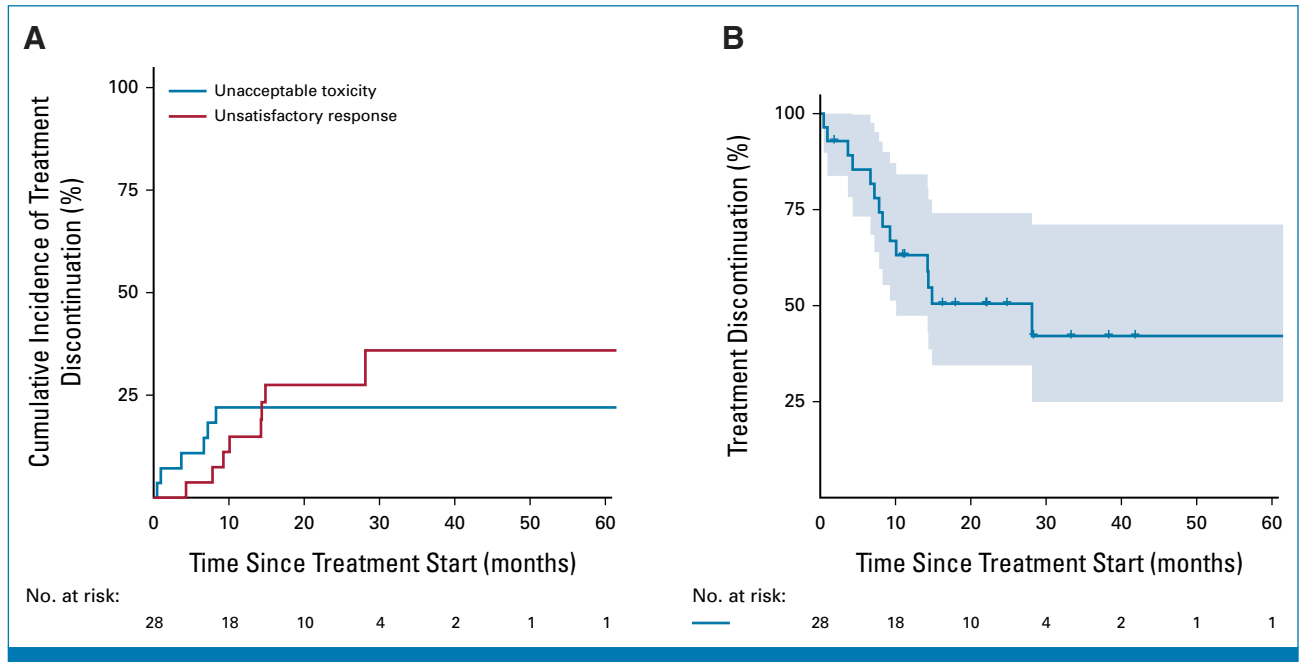 A
Cumulative Incidence of Treatment
Discontinuation (%)
100
75
50
25
Unacceptable toxicity
Unsatisfactory response
0 10 20 30 40 50 60
Time Since Treatment Start (months)
No. at risk:
28 18 10 4 2 1 1
B
Treatment Discontinuation (%)
100
75
50
25
0 10 20 30 40 50 60
Time Since Treatment Start (months)
No. at risk:
28 18 10 4 2 1 1